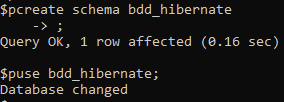 $pcreate schema bdd_hibernate
-> ;
Query OK, 1 row affected (0.16 sec)
$puse bdd_hibernate;
Database changed